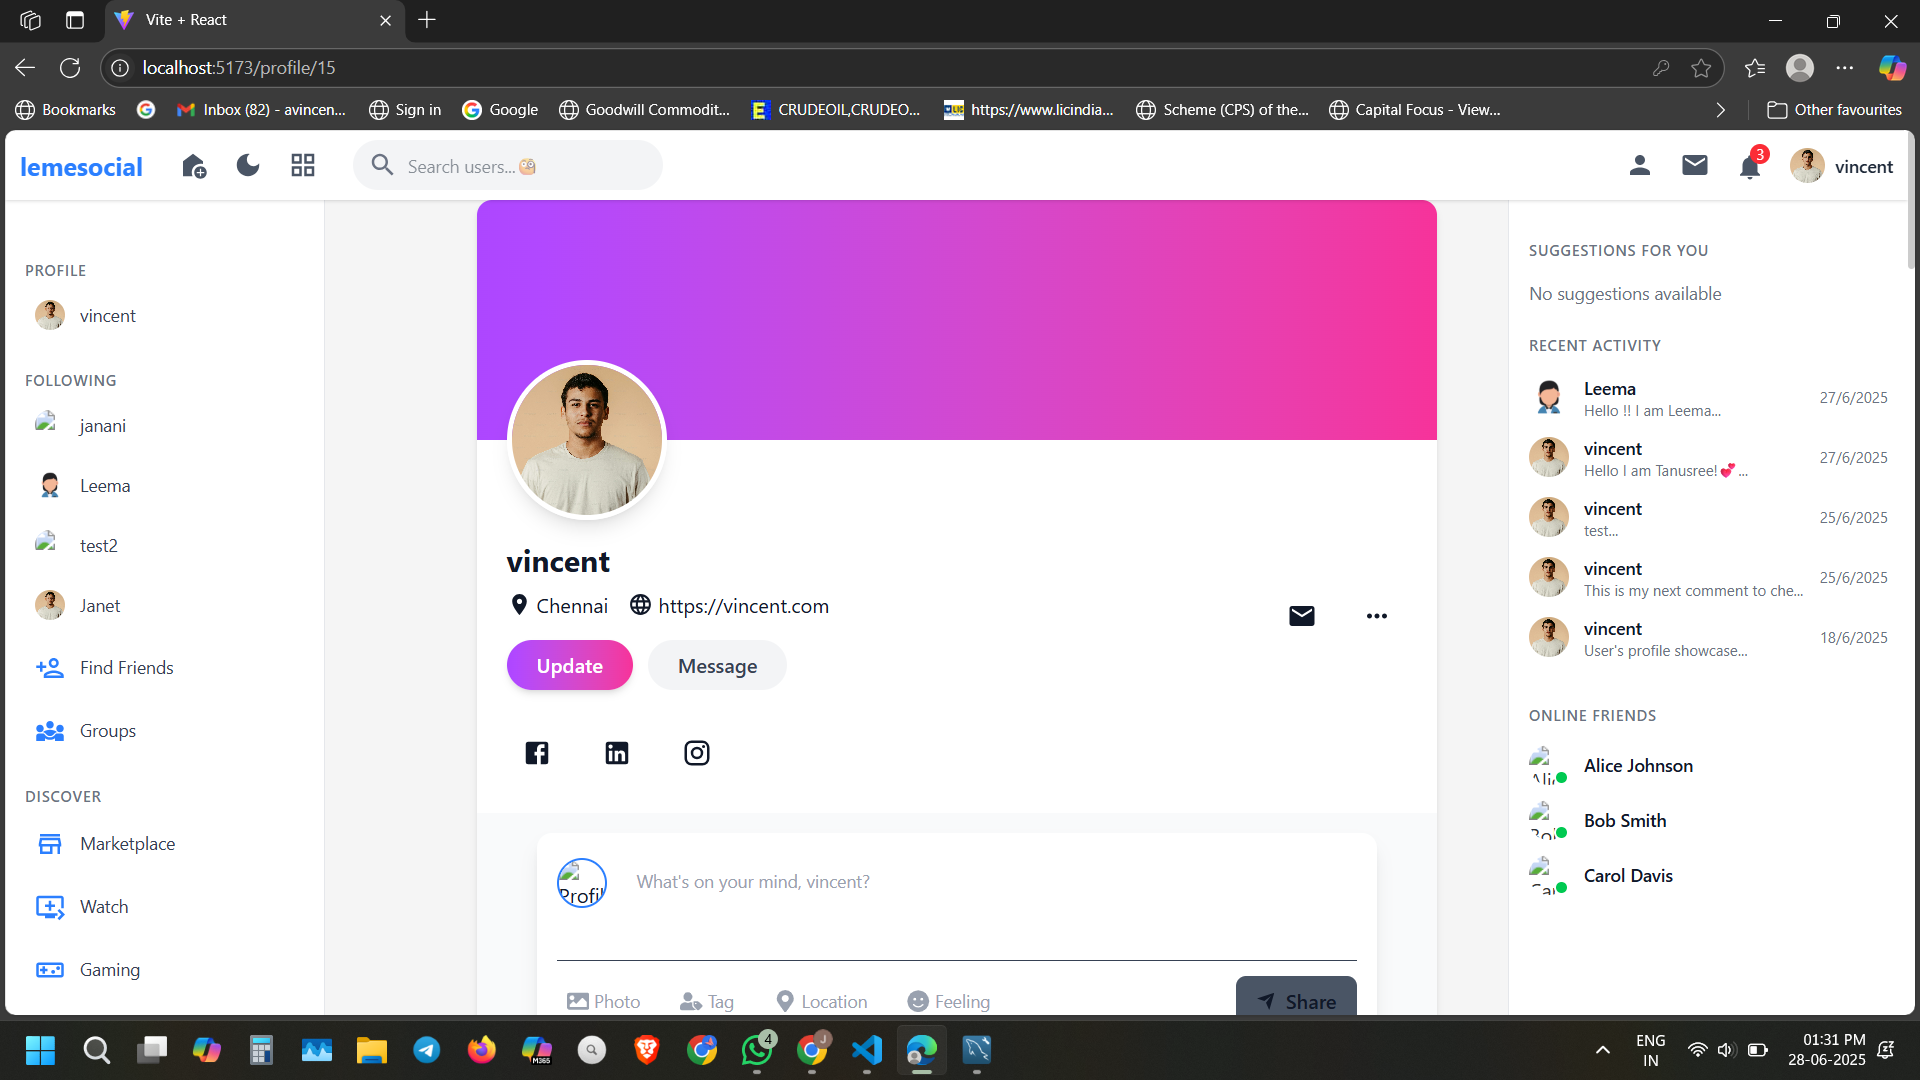 Vite + React
localhost:5173/profile/15
Bookmarks
Inbox (82) - avincen...
Sign in
Google
Goodwill Commodit...
CRUDEOIL,CRUDEO...
https://www.licindia...
Scheme (CPS) of the...
Capital Focus - View...
Other favourites
lemesocial
Search users...🧐
3
vincent
PROFILE
vincent
FOLLOWING
janani
Leema
test2
Janet
Find Friends
Groups
DISCOVER
Marketplace
Watch
Gaming
vincent
Chennai
https://vincent.com
Update
Message
Profil
What's on your mind, vincent?
Photo
Tag
Location
Feeling
Share
SUGGESTIONS FOR YOU
No suggestions available
RECENT ACTIVITY
Leema
Hello !! I am Leema...
27/6/2025
vincent
Hello I am Tanusree!💕 ...
27/6/2025
vincent
test...
25/6/2025
vincent
This is my next comment to che...
25/6/2025
vincent
User's profile showcase...
18/6/2025
ONLINE FRIENDS
Alice Johnson
Bob Smith
Carol Davis
M365
4
J
ENG
IN
01:31 PM
28-06-2025